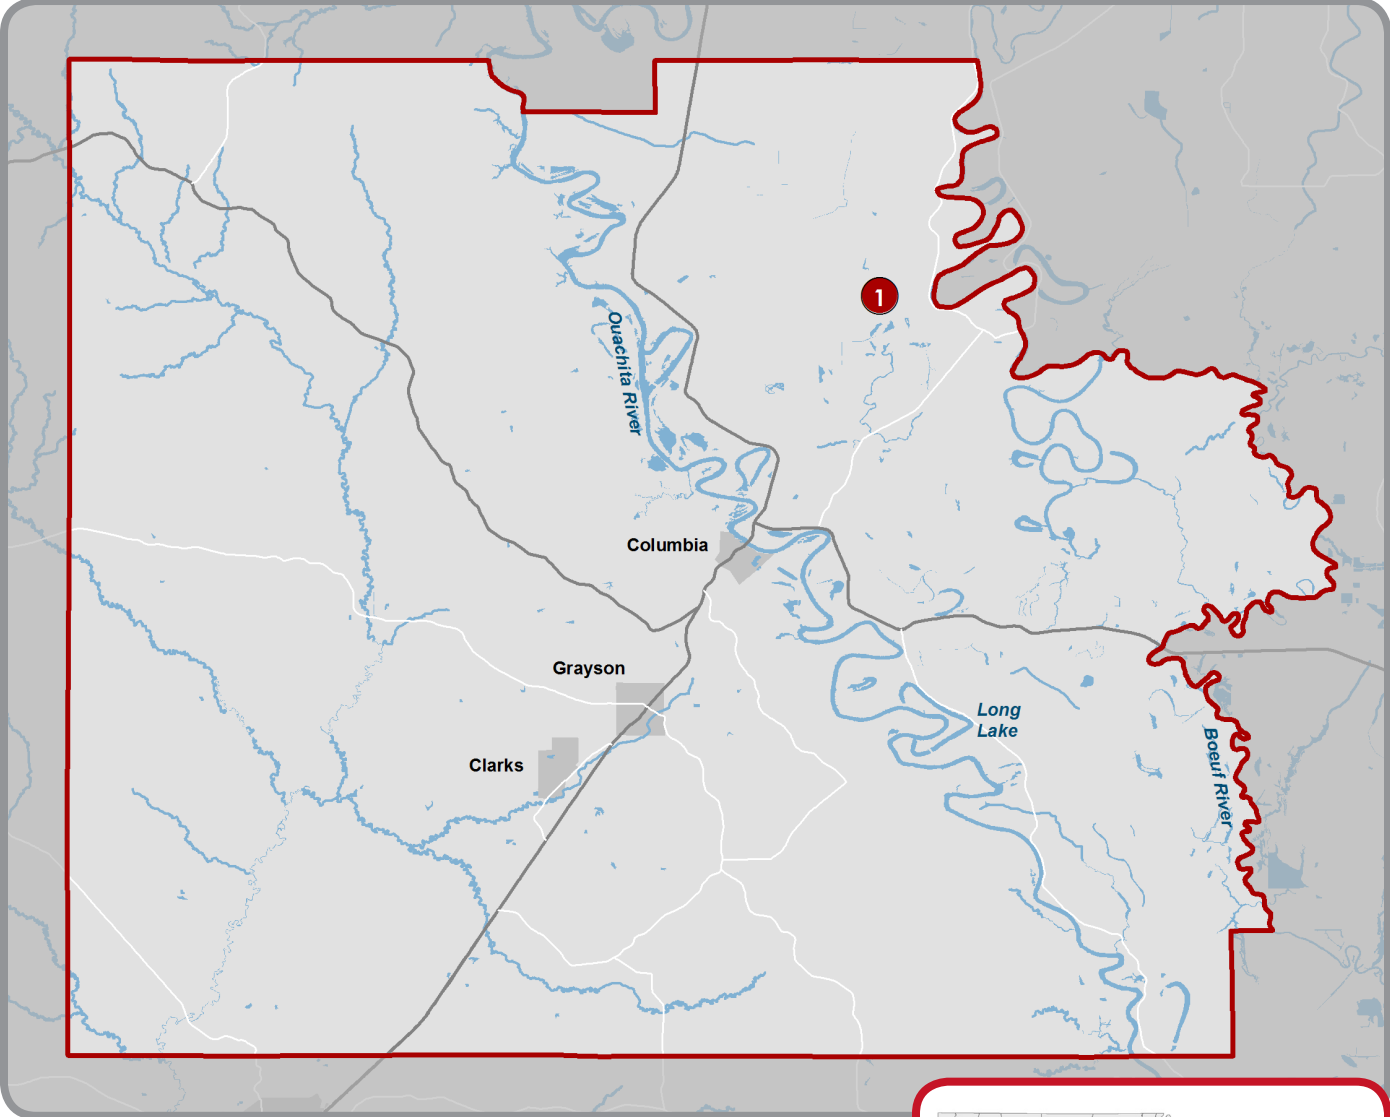 1
Ouachita River
Columbia
Grayson
Long
Lake
Clarks
Boeuf River